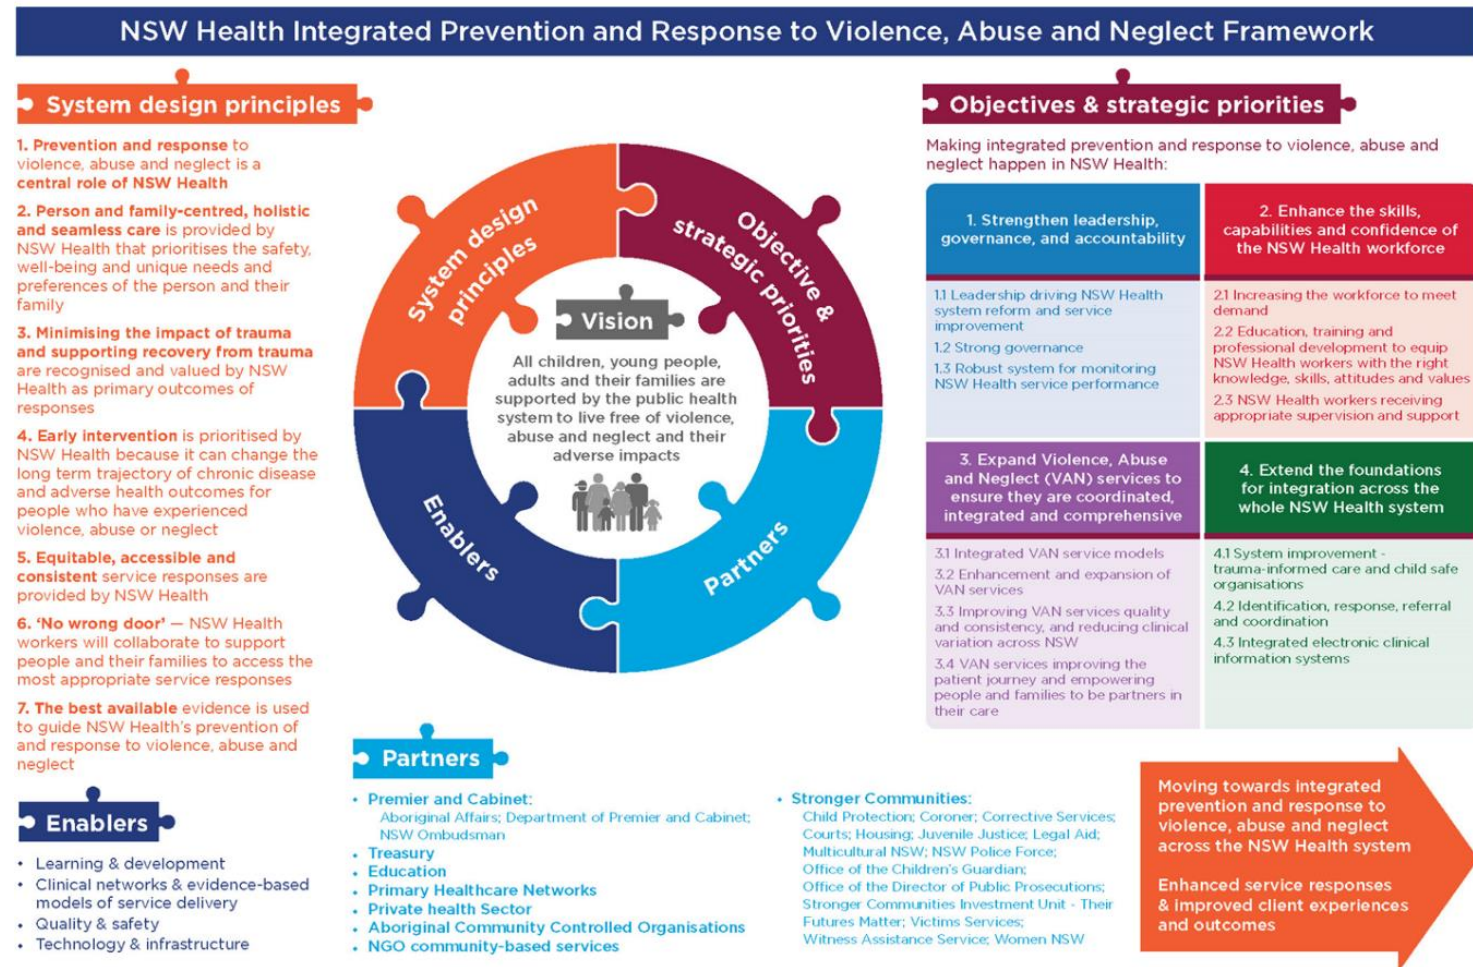 NSW Health Integrated Prevention and Response to Violence, Abuse and Neglect Framework
System design principles
1. Prevention and response to
violence, abuse and neglect is a
central role of NSW Health
2. Person and family-centred, holistic
and seamless care is provided by
NSW Health that prioritises the safety,
well-being and unique needs and
preferences of the person and their
family
3. Minimising the impact of trauma
and supporting recovery from trauma
are recognised and valued by NSW
Health as primary outcomes of
responses
4. Early intervention is prioritised by
NSW Health because it can change the
long term trajectory of chronic disease
and adverse health outcomes for
people who have experienced
violence, abuse or neglect
5. Equitable, accessible and
consistent service responses are
provided by NSW Health
6. ‘No wrong door’ — NSW Health
workers will collaborate to support
people and their families to access the
most appropriate service responses
7. The best available evidence is used
to guide NSW Health’s prevention of
and response to violence, abuse and
neglect
Enablers
• Learning & development
• Clinical networks & evidence-based
models of service delivery
• Quality & safety
• Technology & infrastructure
System design
principles
Objective &
strategic priorities
Enablers
Partners
Vision
All children, young people,
adults and their families are
supported by the public health
system to live free of violence,
abuse and neglect and their
adverse impacts
Partners
• Premier and Cabinet:
Aboriginal Affairs; Department of Premier and Cabinet;
NSW Ombudsman
• Treasury
• Education
• Primary Healthcare Networks
• Private health Sector
• Aboriginal Community Controlled Organisations
• NGO community-based services
• Stronger Communities:
Child Protection; Coroner; Corrective Services;
Courts; Housing; Juvenile Justice; Legal Aid;
Multicultural NSW; NSW Police Force;
Office of the Children’s Guardian;
Office of the Director of Public Prosecutions;
Stronger Communities Investment Unit - Their
Futures Matter; Victims Services;
Witness Assistance Service; Women NSW
Objectives & strategic priorities
Making integrated prevention and response to violence, abuse and
neglect happen in NSW Health:
1. Strengthen leadership,
governance, and accountability
1.1 Leadership driving NSW Health
system reform and service
improvement
1.2 Strong governance
1.3 Robust system for monitoring
NSW Health service performance
2. Enhance the skills,
capabilities and confidence of
the NSW Health workforce
2.1 Increasing the workforce to meet
demand
2.2 Education, training and
professional development to equip
NSW Health workers with the right
knowledge, skills, attitudes and values
2.3 NSW Health workers receiving
appropriate supervision and support
3. Expand Violence, Abuse
and Neglect (VAN) services to
ensure they are coordinated,
integrated and comprehensive
3.1 Integrated VAN service models
3.2 Enhancement and expansion of
VAN services
3.3 Improving VAN services quality
and consistency, and reducing clinical
variation across NSW
3.4 VAN services improving the
patient journey and empowering
people and families to be partners in
their care
4. Extend the foundations
for integration across the
whole NSW Health system
4.1 System improvement -
trauma-informed care and child safe
organisations
4.2 Identification, response, referral
and coordination
4.3 Integrated electronic clinical
information systems
Moving towards integrated
prevention and response to
violence, abuse and neglect
across the NSW Health system
Enhanced service responses
& improved client experiences
and outcomes